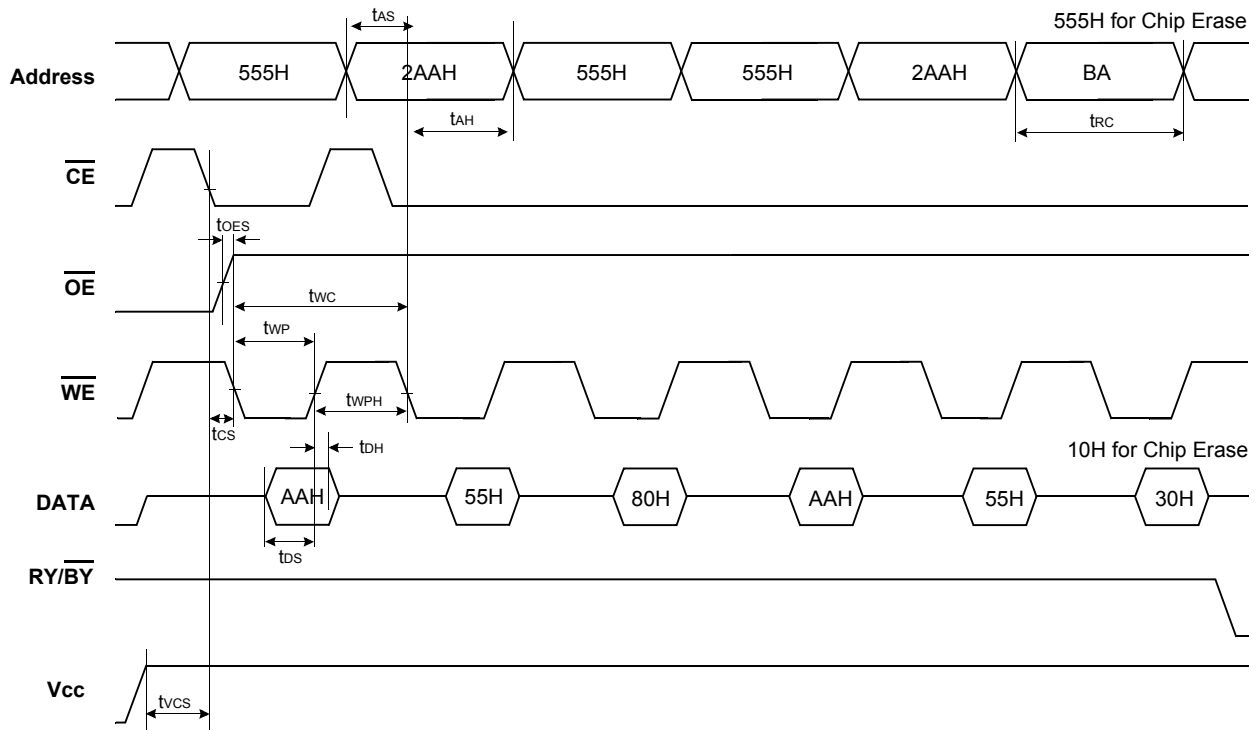 tAS
555H for Chip Erase
Address 555H 2AAH 555H 555H 2AAH BA
tAH tRC
CE
tOES
OE
tWC
tWP
WE
tWPH
tCS
tDH
10H for Chip Erase
DATA AAH 55H 80H AAH 55H 30H
tDS
RY/BY
Vcc
tVCS